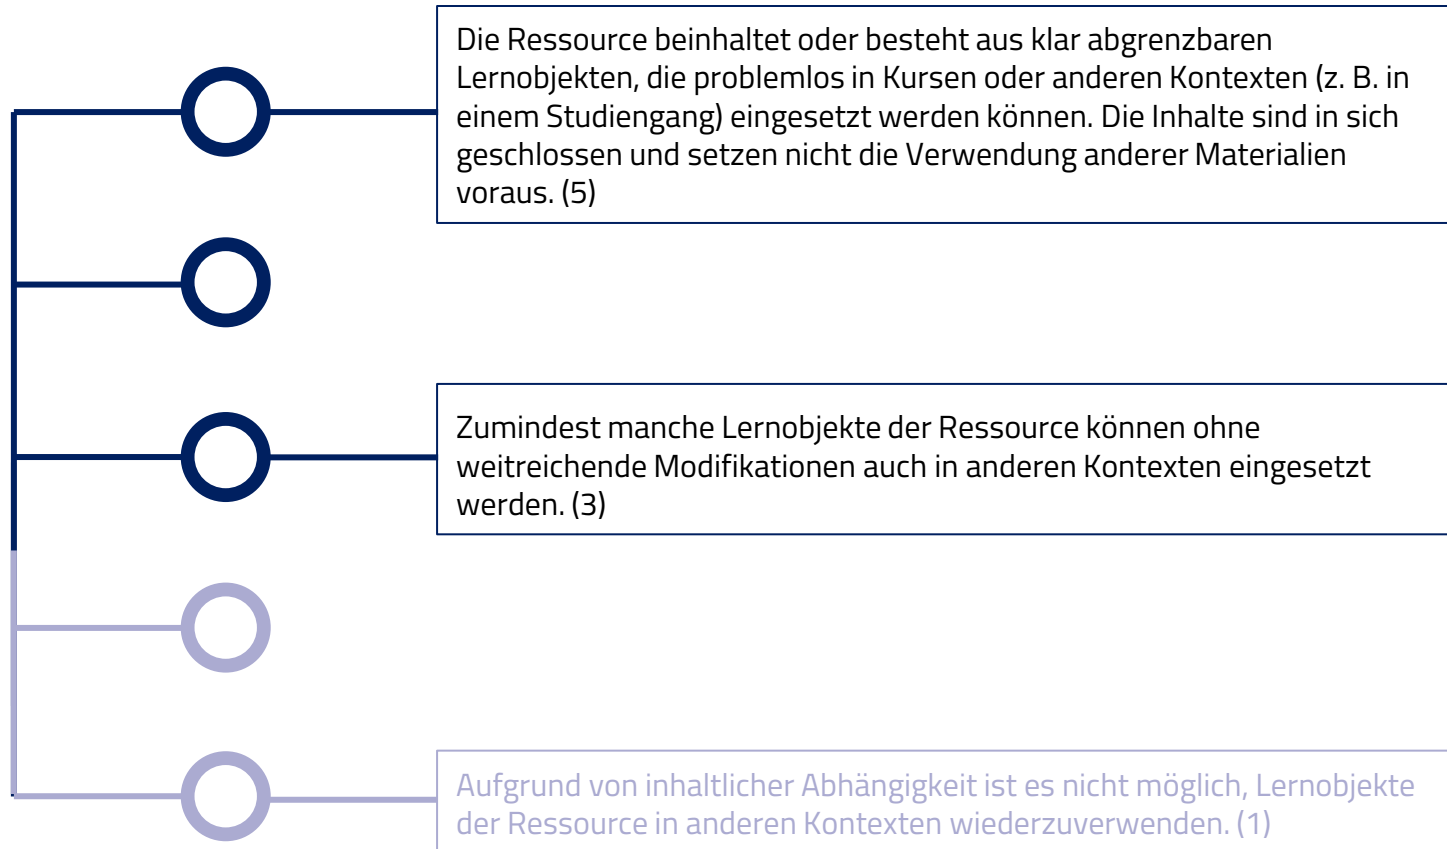 Die Ressource beinhaltet oder besteht aus klar abgrenzbaren
Lernobjekten, die problemlos in Kursen oder anderen Kontexten (z. B. in
einem Studiengang) eingesetzt werden können. Die Inhalte sind in sich
geschlossen und setzen nicht die Verwendung anderer Materialien
voraus. (5)
Zumindest manche Lernobjekte der Ressource können ohne
weitreichende Modifikationen auch in anderen Kontexten eingesetzt
werden. (3)
Aufgrund von inhaltlicher Abhängigkeit ist es nicht möglich, Lernobjekte
der Ressource in anderen Kontexten wiederzuverwenden. (1)